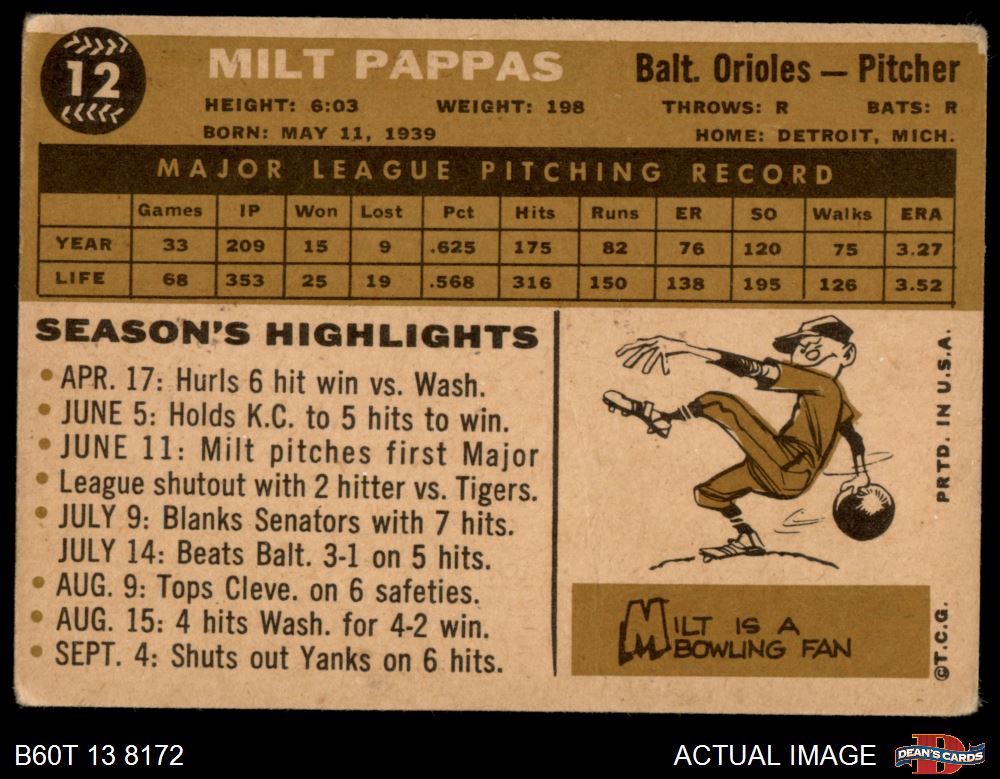 12
MILT PAPPAS
Balt. Orioles — Pitcher
HEIGHT: 6:03 WEIGHT: 198 THROWS: R BATS: R
BORN: MAY 11, 1939 HOME: DETROIT, MICH.
MAJOR LEAGUE PITCHING RECORD
Games IP Won Lost Pct Hits Runs ER SO Walks ERA
YEAR 33 209 15 9 .625 175 82 76 120 75 3.27
LIFE 68 353 25 19 .568 316 150 138 195 126 3.52
SEASON'S HIGHLIGHTS
• APR. 17: Hurls 6 hit win vs. Wash.
• JUNE 5: Holds K.C. to 5 hits to win.
• JUNE 11: Milt pitches first Major
• League shutout with 2 hitter vs. Tigers.
• JULY 9: Blanks Senators with 7 hits.
JULY 14: Beats Balt. 3-1 on 5 hits.
• AUG. 9: Tops Cleve. on 6 safeties.
• AUG. 15: 4 hits Wash. for 4-2 win.
• SEPT. 4: Shuts out Yanks on 6 hits.
MILT IS A
BOWLING FAN
PRTD. IN U.S.A.
©T.C.G.
B60T 13 8172
ACTUAL IMAGE
DEAN'S CARDS